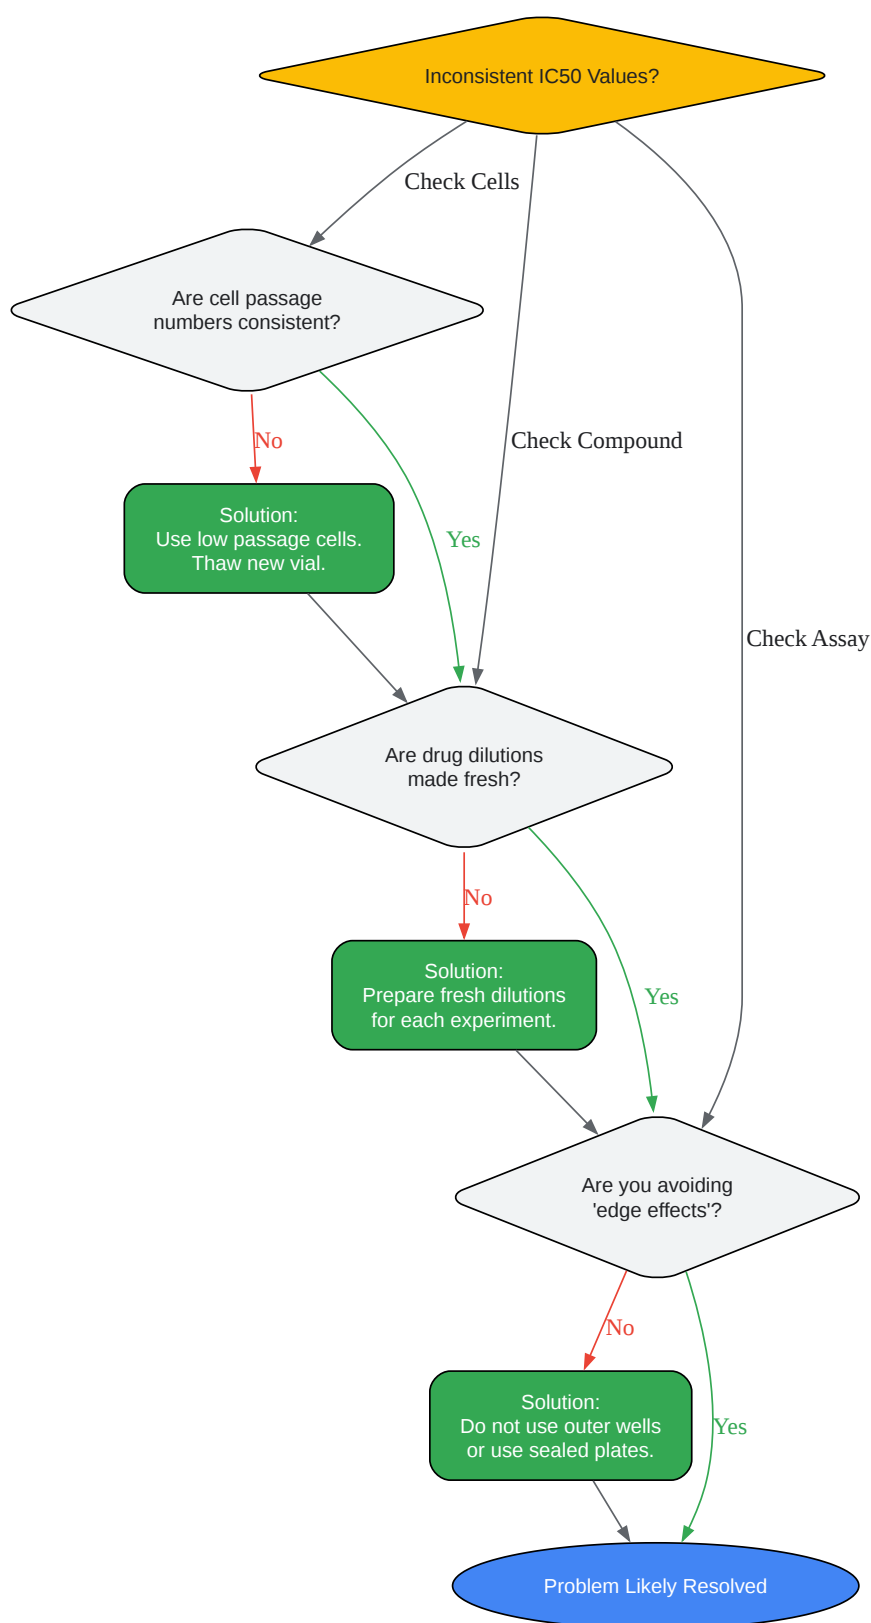 Inconsistent IC50 Values?
Check Cells
Are cell passage
numbers consistent?
No
Check Compound
Solution:
Use low passage cells.
Thaw new vial.
Yes
Check Assay
Are drug dilutions
made fresh?
No
Solution:
Prepare fresh dilutions
for each experiment.
Yes
Are you avoiding
'edge effects'?
No
Solution:
Do not use outer wells
or use sealed plates.
Yes
Problem Likely Resolved